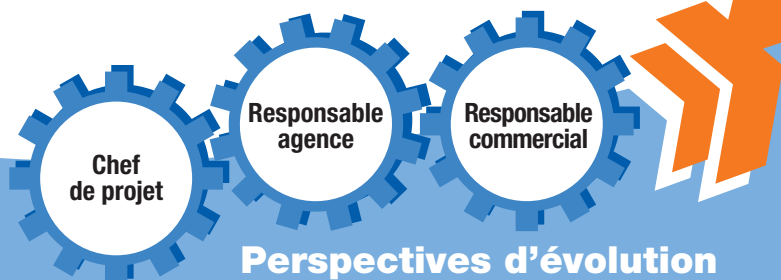 Chef
de projet
Responsable
agence
Responsable
commercial
Perspectives d’évolution